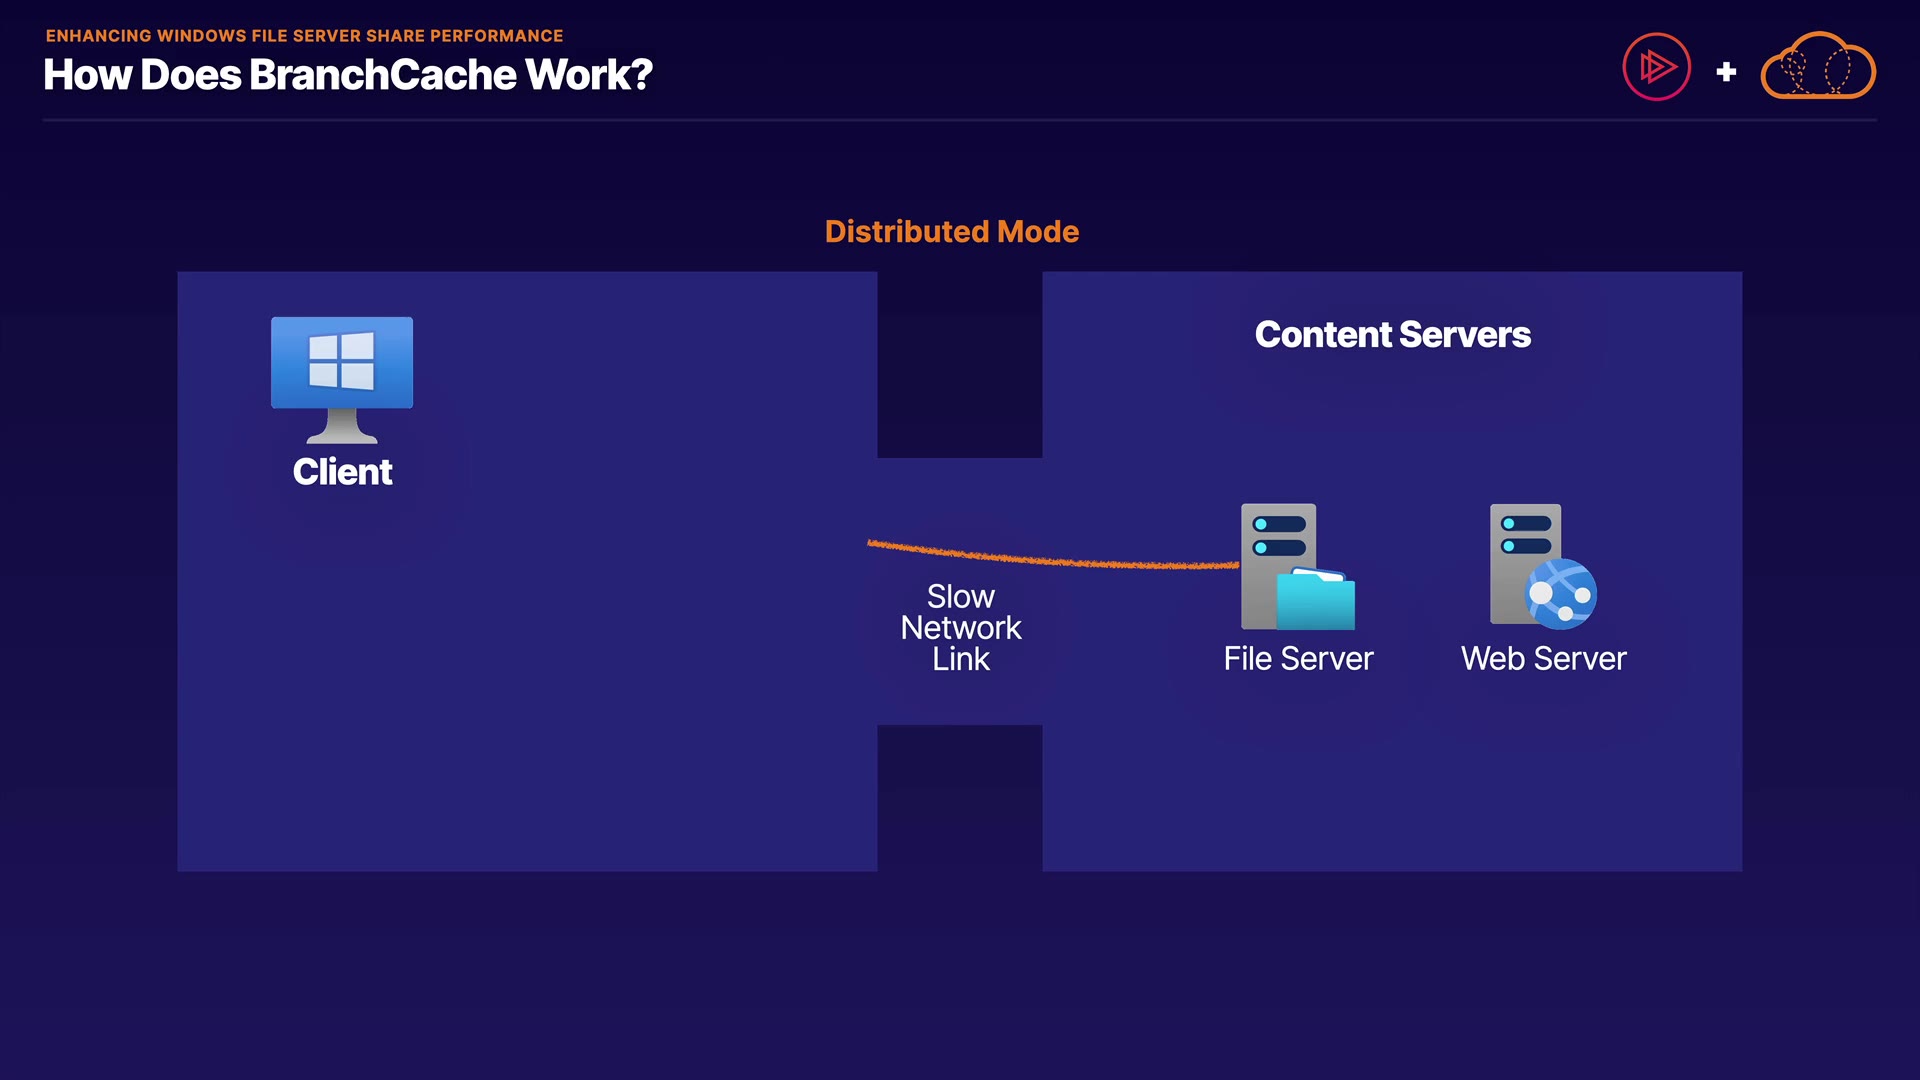 ENHANCING WINDOWS FILE SERVER SHARE PERFORMANCE
How Does BranchCache Work?
Distributed Mode
Client
Content Servers
Slow
Network
Link
File Server
Web Server